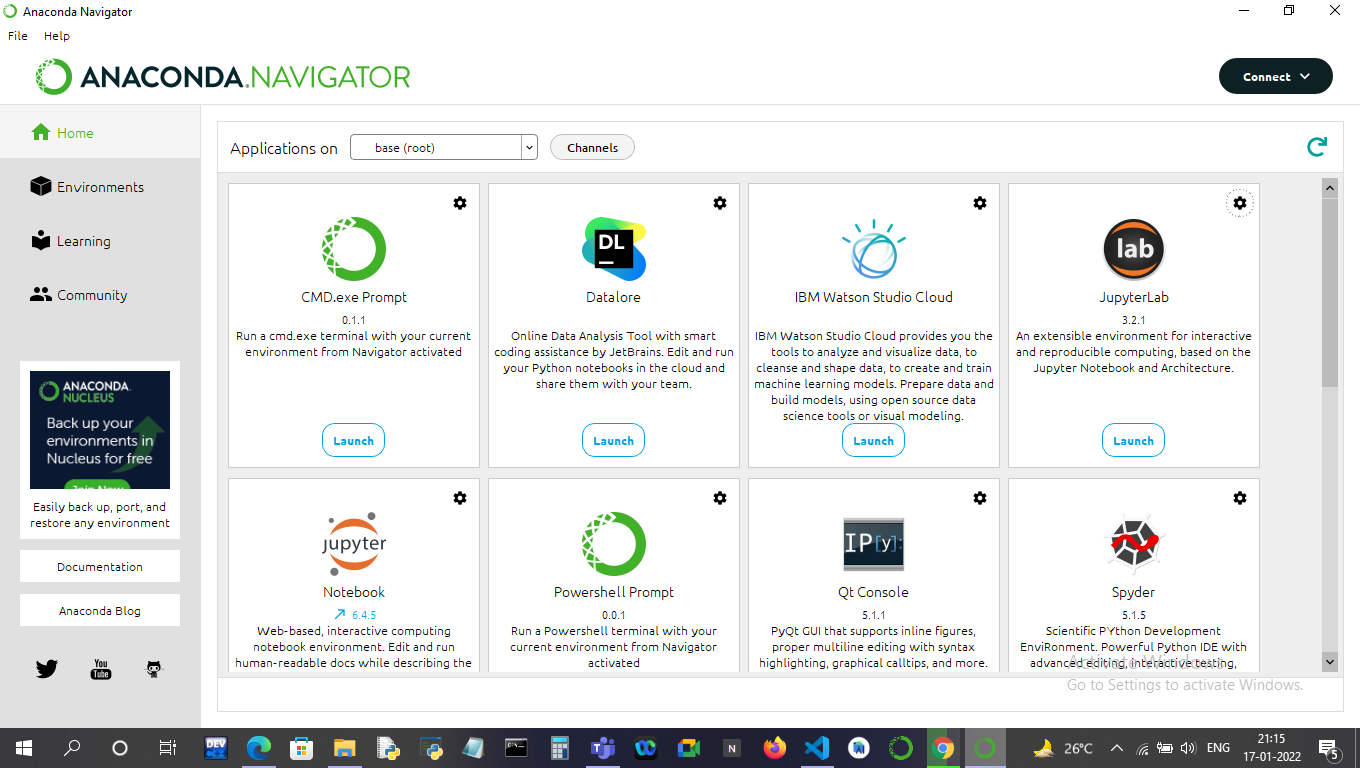 Anaconda Navigator
File Help
ANACONDA.NAVIGATOR
Connect
Home
Environments
Learning
Community
ANACONDA.
NUCLEUS
Back up your
environments in
Nucleus for free
Join Now
Easily back up, port, and
restore any environment
Documentation
Anaconda Blog
You
Tube
Applications on
base (root)
Channels
CMD.exe Prompt
0.1.1
Run a cmd.exe terminal with your current
environment from Navigator activated
Launch
DL
Datalore
Online Data Analysis Tool with smart
coding assistance by JetBrains. Edit and run
your Python notebooks in the cloud and
share them with your team.
Launch
IBM Watson Studio Cloud
IBM Watson Studio Cloud provides you the
tools to analyze and visualize data, to
cleanse and shape data, to create and train
machine learning models. Prepare data and
build models, using open source data
science tools or visual modeling.
Launch
lab
JupyterLab
3.2.1
An extensible environment for interactive
and reproducible computing, based on the
Jupyter Notebook and Architecture.
Launch
jupyter
Notebook
6.4.5
Web-based, interactive computing
notebook environment. Edit and run
human-readable docs while describing the
Powershell Prompt
0.0.1
Run a Powershell terminal with your
current environment from Navigator
activated
IP[y]:
Qt Console
5.1.1
PyQt GUI that supports inline figures,
proper multiline editing with syntax
highlighting, graphical calltips, and more.
Spyder
5.1.5
Scientific PYthon Development
EnviRonment. Powerful Python IDE with
advanced editing, interactive testing,
Activate Windows
Go to Settings to activate Windows.
DEV
N
26°C
ENG
21:15
17-01-2022
5